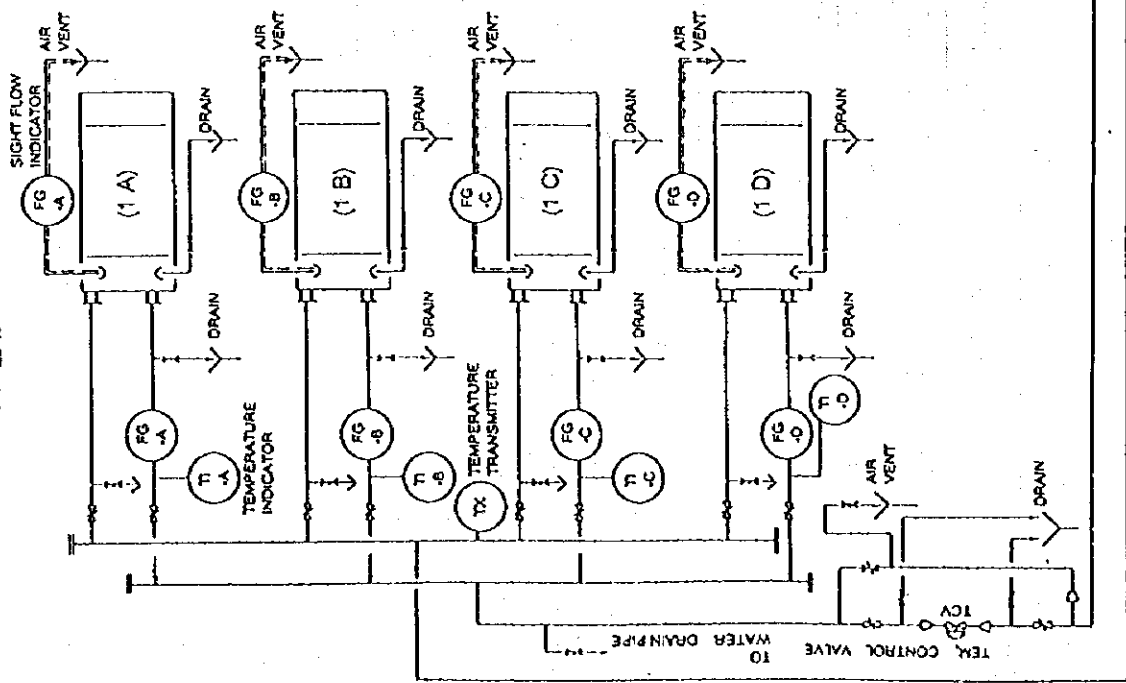 SIGHT FLOW
INDICATOR
FG
-A
AIR
VENT
(1 A)
DRAIN
DRAIN
FG
-A
TI
-A
TEMPERATURE
INDICATOR
FG
-B
AIR
VENT
(1 B)
DRAIN
DRAIN
FG
-B
TI
-B
TEMPERATURE
TRANSMITTER
TX
FG
-C
AIR
VENT
(1 C)
DRAIN
DRAIN
FG
-C
TI
-C
FG
-D
AIR
VENT
(1 D)
DRAIN
DRAIN
FG
-D
TI
-D
AIR
VENT
DRAIN
TCV
TEM. CONTROL VALVE
TO
WATER DRAIN PIPE